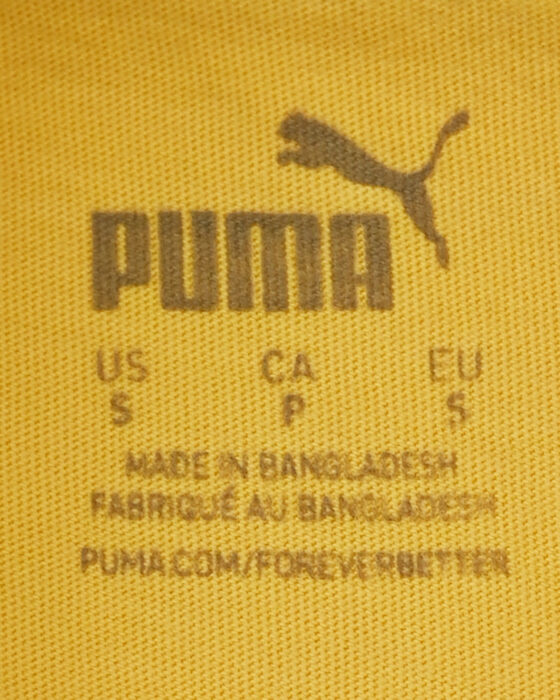 PUMA
US CA EU
S P S
MADE IN BANGLADESH
FABRIQUÉ AU BANGLADESH
PUMA.COM/FOREVERBETTER